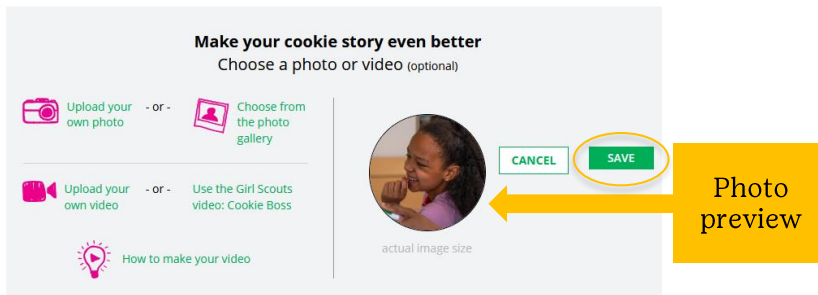 Make your cookie story even better
Choose a photo or video (optional)
Upload your
own photo
- or -
Choose from
the photo
gallery
Upload your
own video
- or -
Use the Girl Scouts
video: Cookie Boss
How to make your video
actual image size
CANCEL
SAVE
Photo
preview